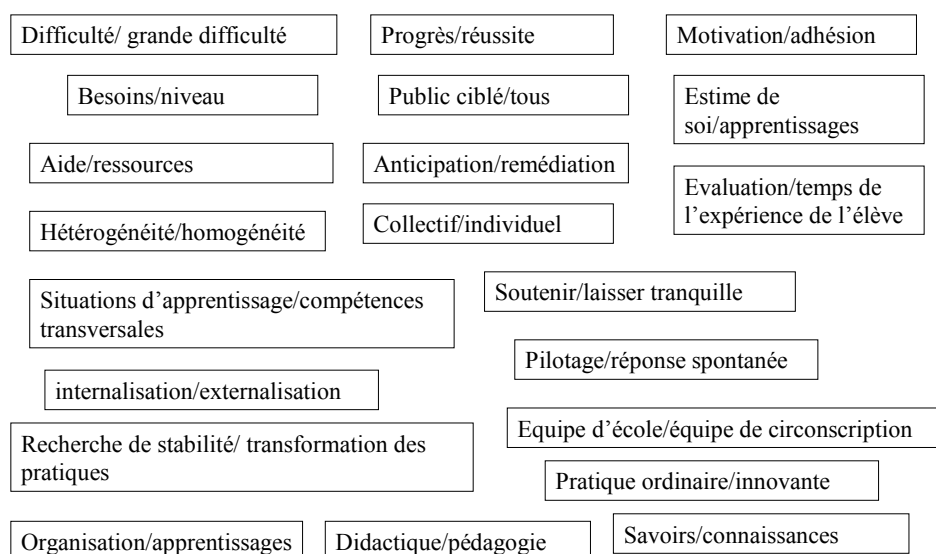 Difficulté/ grande difficulté
Progrès/réussite
Motivation/adhésion
Besoins/niveau
Public ciblé/tous
Estime de
soi/apprentissages
Aide/ressources
Anticipation/remédiation
Evaluation/temps de
l’expérience de l’élève
Hétérogénéité/homogénéité
Collectif/individuel
Situations d’apprentissage/compétences
transversales
Soutenir/laisser tranquille
Pilotage/réponse spontanée
internalisation/externalisation
Equipe d’école/équipe de circonscription
Recherche de stabilité/ transformation des
pratiques
Pratique ordinaire/innovante
Organisation/apprentissages
Didactique/pédagogie
Savoirs/connaissances